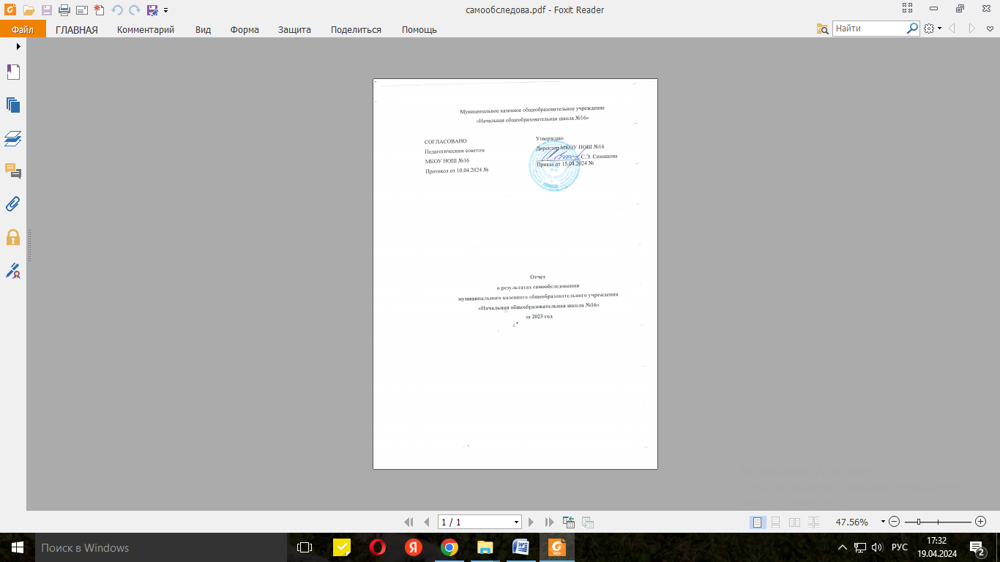 самообследова.pdf - Foxit Reader
Файл ГЛАВНАЯ Комментарий Вид Форма Защита Поделиться Помощь
Найти
Муниципальное казенное общеобразовательное учреждение
«Начальная общеобразовательная школа №16»
СОГЛАСОВАНО
Педагогическим советом
МКОУ НОШ №16
Протокол от 10.04.2024 №
Утверждаю
Директор МКОУ НОШ №16
С.Э. Симашова
Приказ от 15.04.2024 №
Отчет
о результатах самообследования
муниципального казенного общеобразовательного учреждения
«Начальная общеобразовательная школа №16»
за 2023 год
1 / 1
47.56%
Поиск в Windows
РУС
17:32
19.04.2024
2